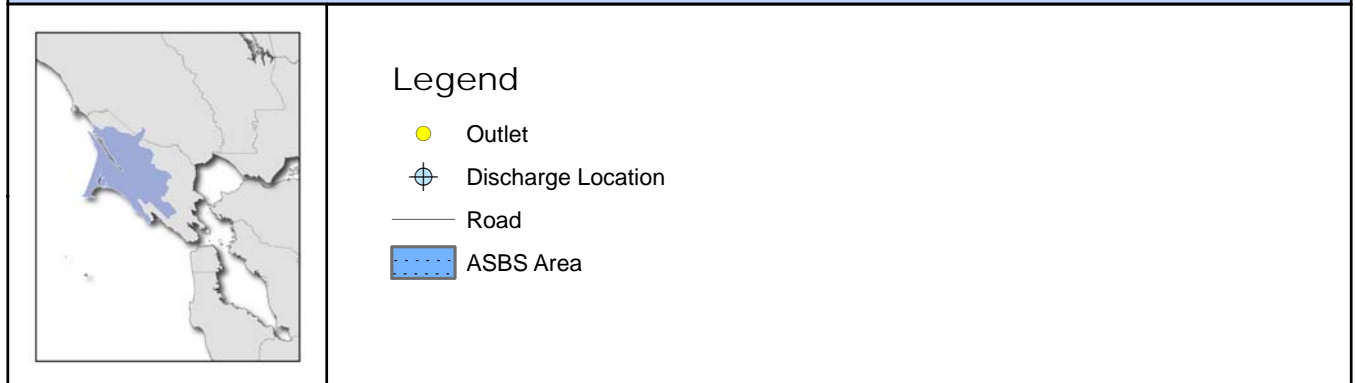 Legend
Outlet
Discharge Location
Road
ASBS Area